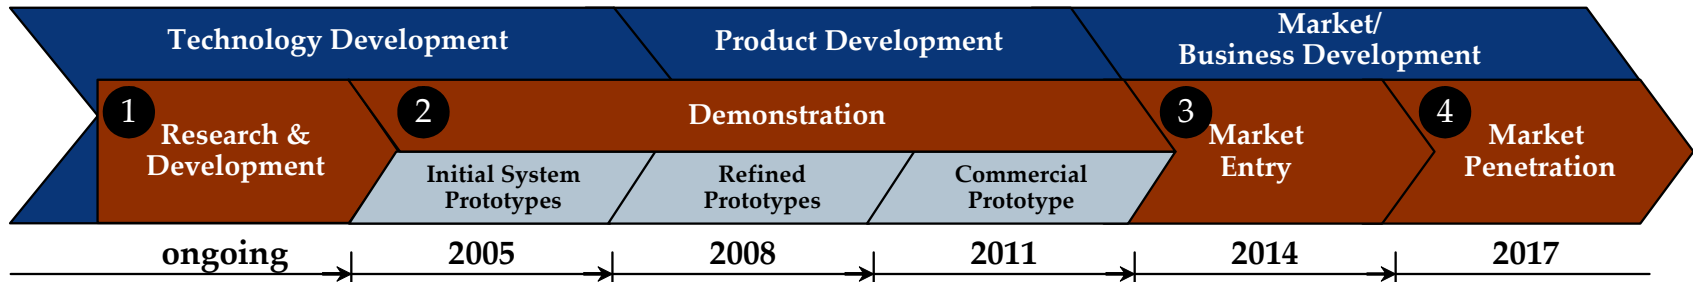 Technology Development
Product Development
Market/
Business Development
1
Research &
Development
2
Demonstration
Initial System
Prototypes
Refined
Prototypes
Commercial
Prototype
3
Market
Entry
4
Market
Penetration
ongoing
2005
2008
2011
2014
2017